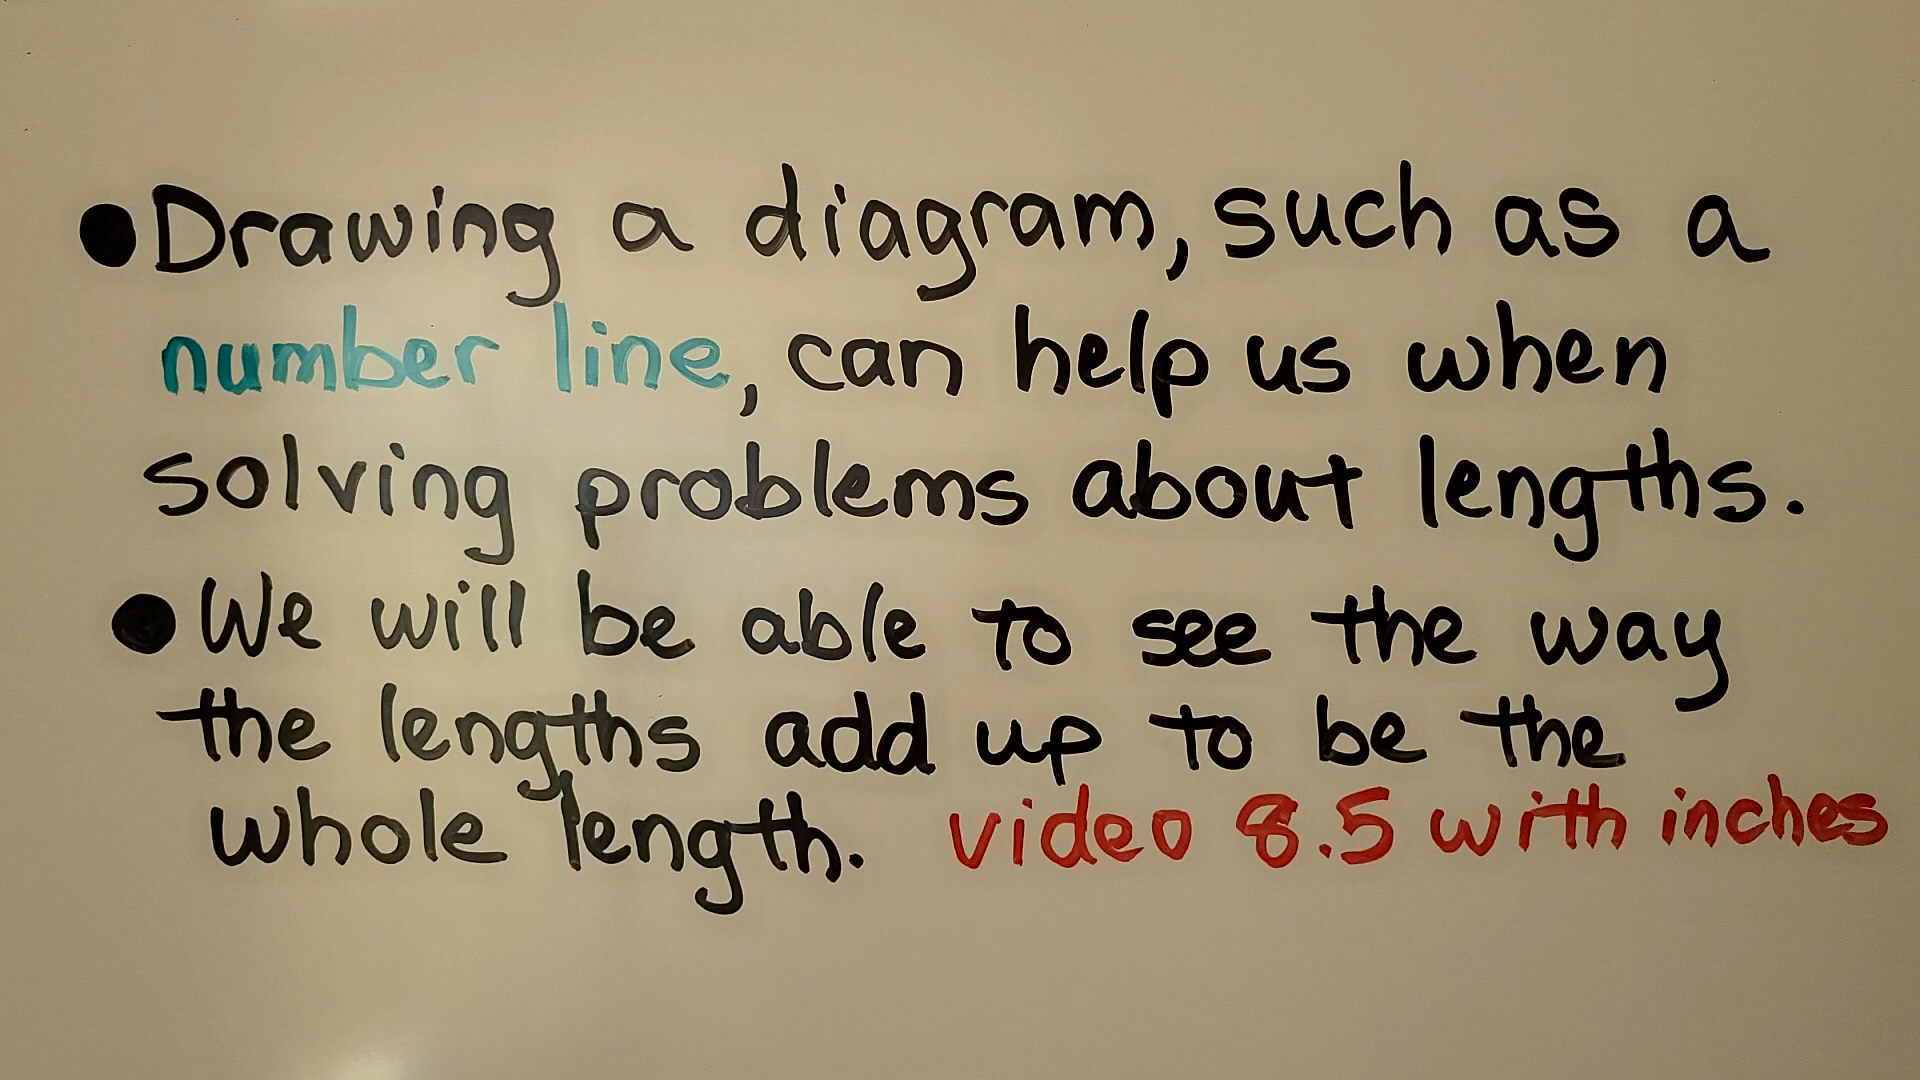 ●Drawing a diagram, such as a
number line, can help us when
solving problems about lengths.
●We will be able to see the way
the lengths add up to be the
whole length. video 8.5 with inches